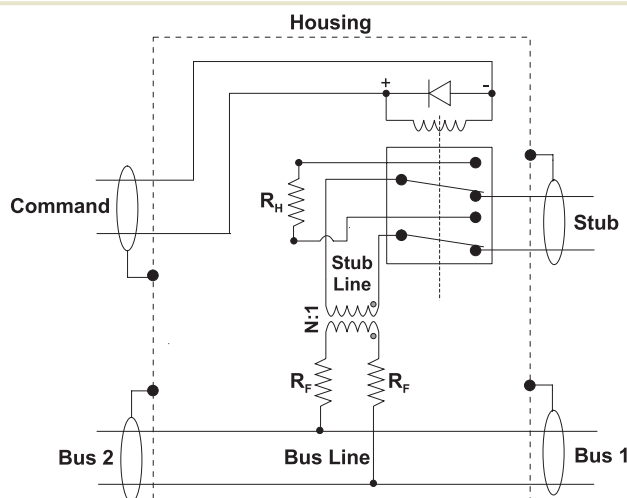 Housing
+ -
Command
R_H
Stub
Stub
Line
N:1
R_F R_F
Bus 2
Bus Line
Bus 1